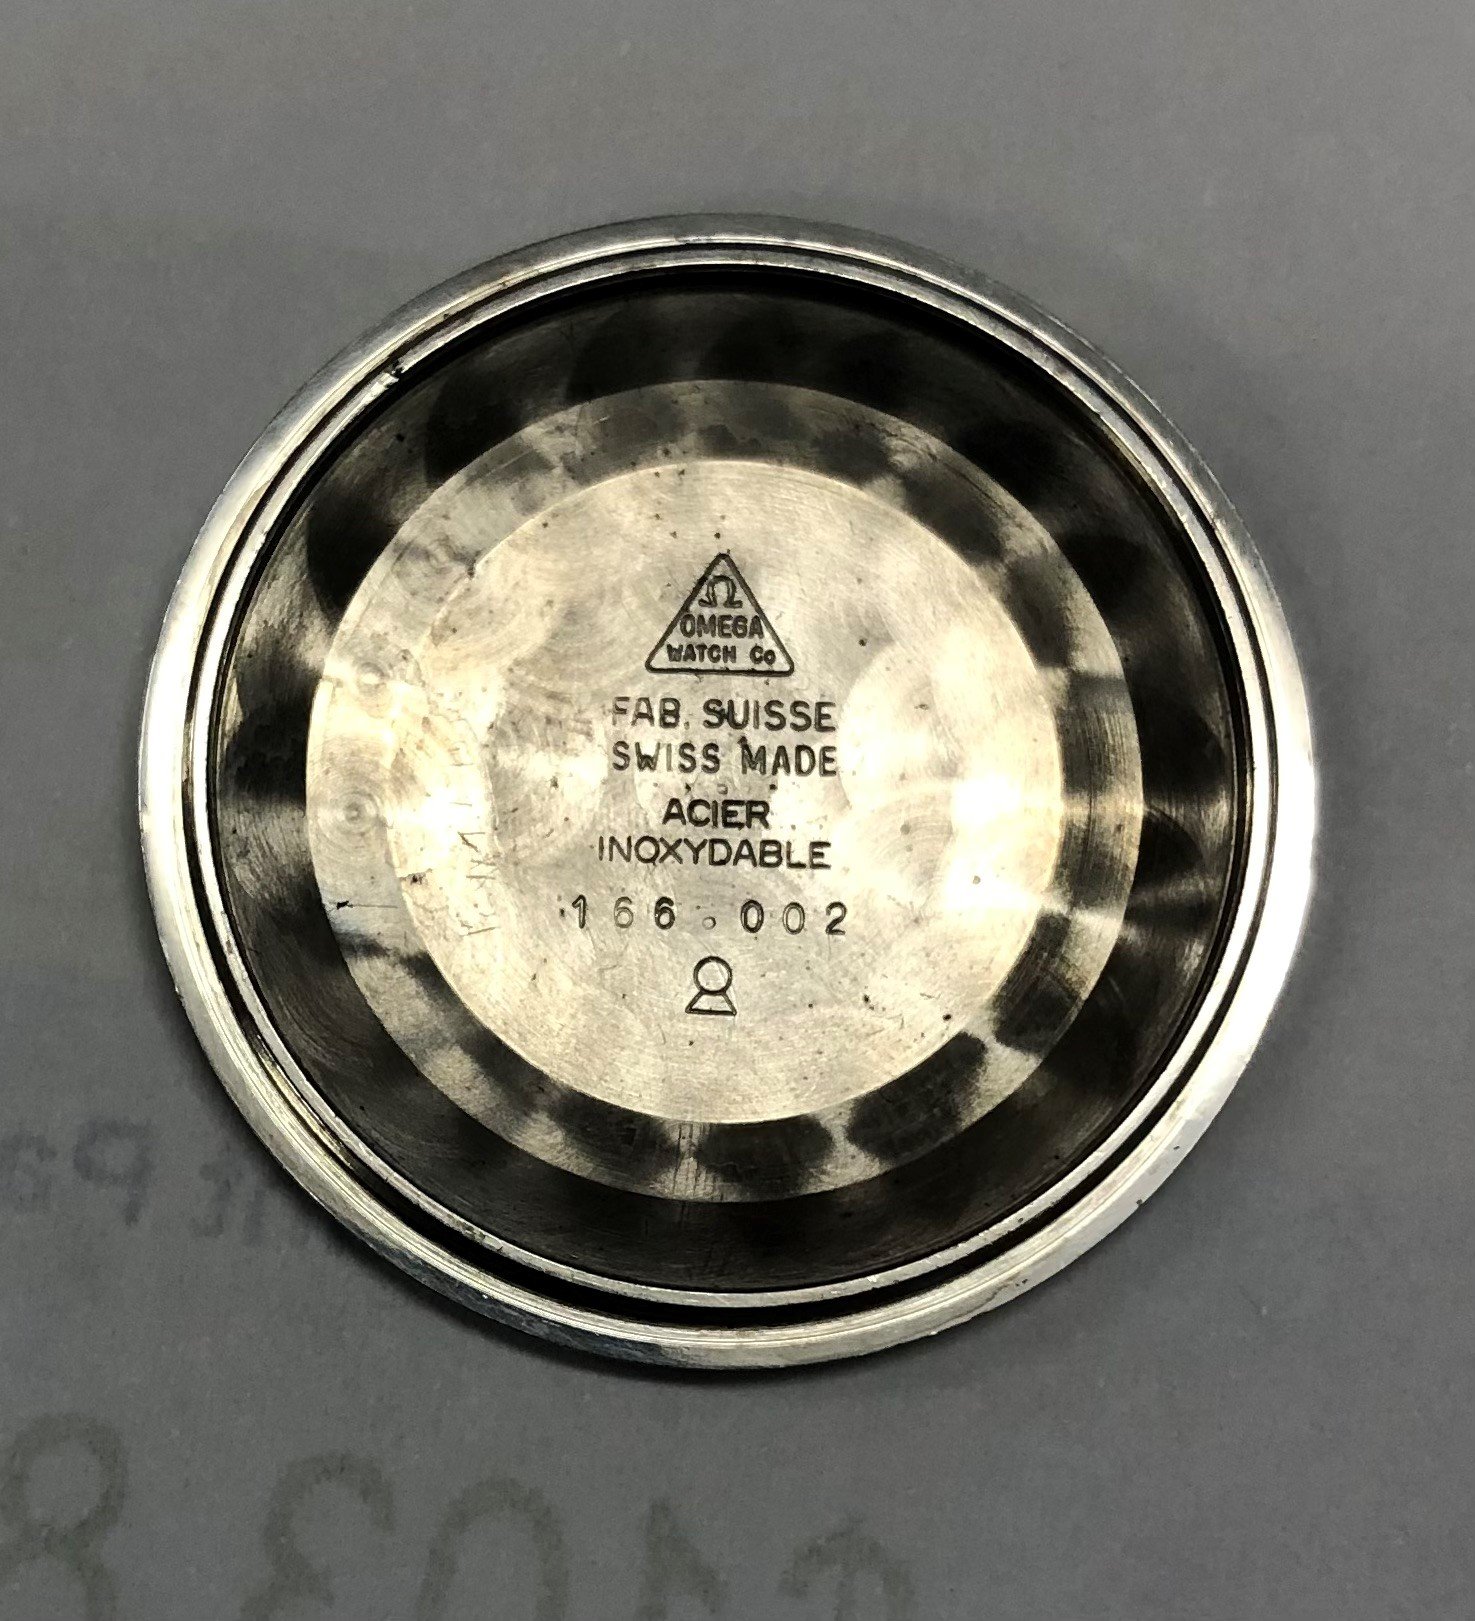 Ω
OMEGA
WATCH Co
FAB. SUISSE
SWISS MADE
ACIER
INOXYDABLE
166.002